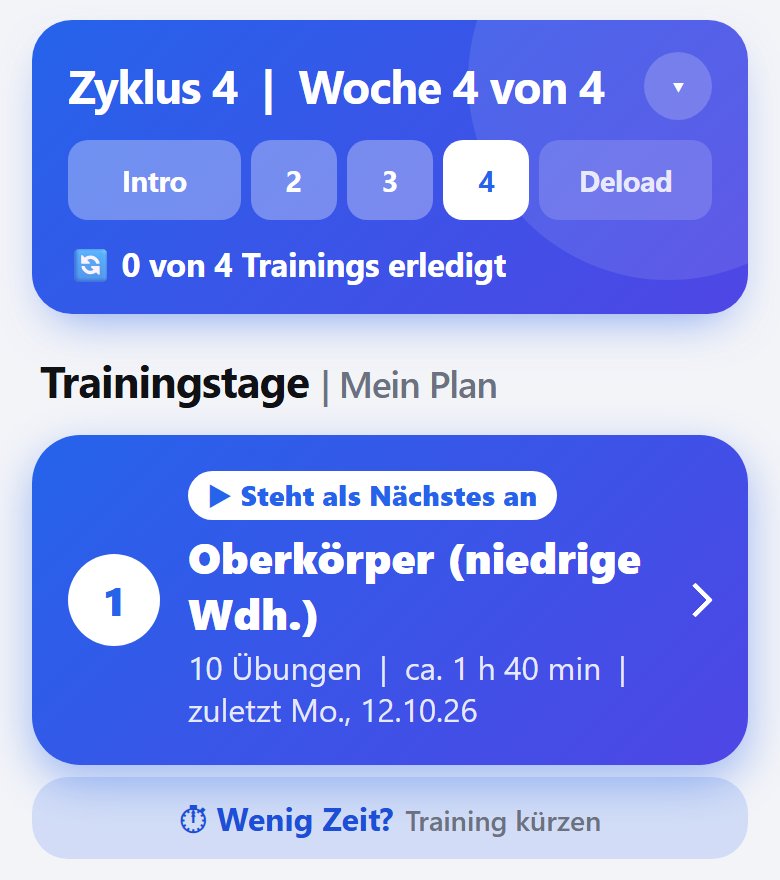 Zyklus 4 | Woche 4 von 4 ▼
Intro 2 3 4 Deload
🔄 0 von 4 Trainings erledigt
Trainingstage | Mein Plan
▶ Steht als Nächstes an
1 Oberkörper (niedrige
Wdh.)
10 Übungen | ca. 1 h 40 min |
zuletzt Mo., 12.10.26
⏱ Wenig Zeit? Training kürzen